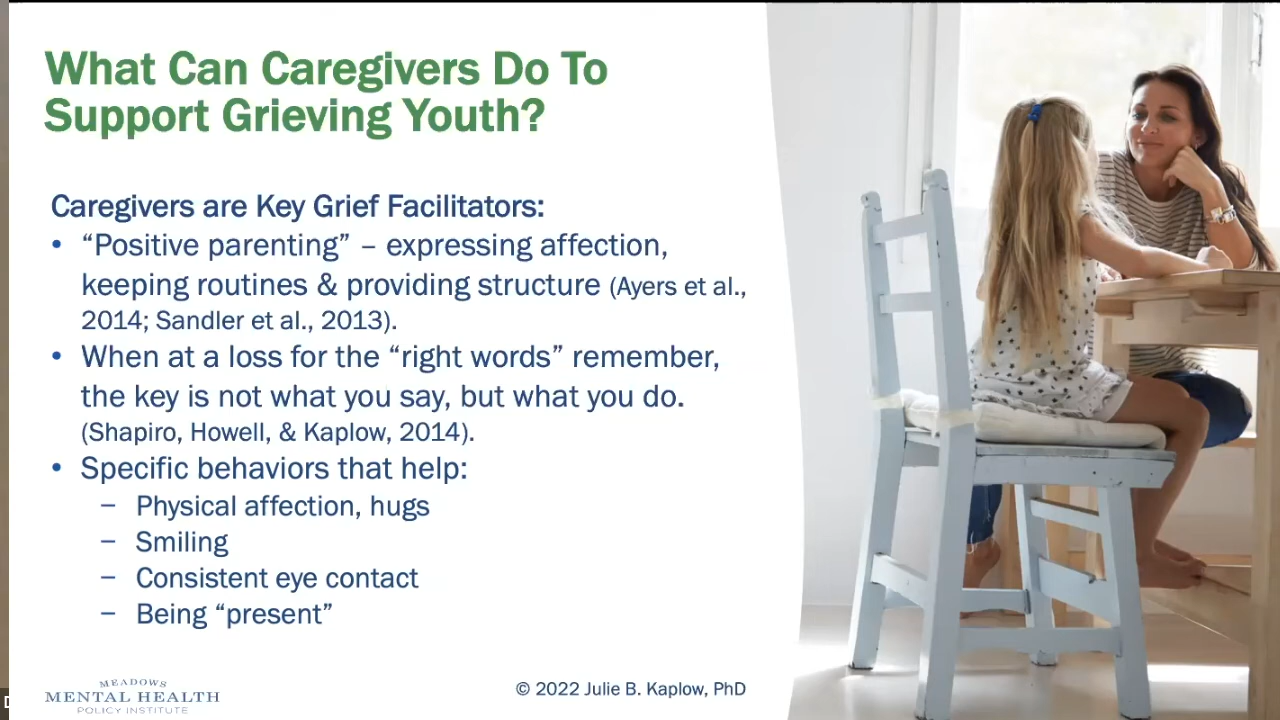 What Can Caregivers Do To
Support Grieving Youth?
Caregivers are Key Grief Facilitators:
• “Positive parenting” – expressing affection,
keeping routines & providing structure (Ayers et al.,
2014; Sandler et al., 2013).
• When at a loss for the “right words” remember,
the key is not what you say, but what you do.
(Shapiro, Howell, & Kaplow, 2014).
• Specific behaviors that help:
– Physical affection, hugs
– Smiling
– Consistent eye contact
– Being “present”
MEADOWS
MENTAL HEALTH
POLICY INSTITUTE
© 2022 Julie B. Kaplow, PhD